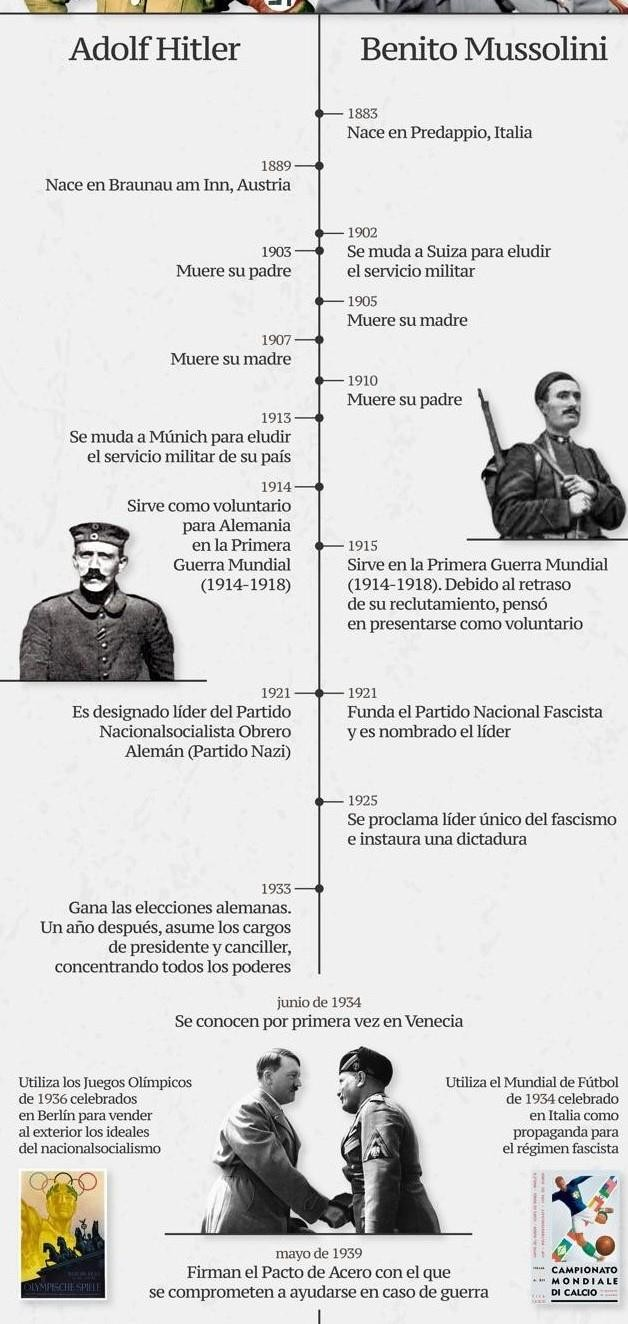 Adolf Hitler
Benito Mussolini
1883
Nace en Predappio, Italia
1889
Nace en Braunau am Inn, Austria
1902
Se muda a Suiza para eludir
el servicio militar
1903
Muere su padre
1905
Muere su madre
1907
Muere su madre
1910
Muere su padre
1913
Se muda a Múnich para eludir
el servicio militar de su país
1914
Sirve como voluntario
para Alemania
en la Primera
Guerra Mundial
(1914-1918)
1915
Sirve en la Primera Guerra Mundial
(1914-1918). Debido al retraso
de su reclutamiento, pensó
en presentarse como voluntario
1921
Es designado líder del Partido
Nacionalsocialista Obrero
Alemán (Partido Nazi)
1921
Funda el Partido Nacional Fascista
y es nombrado el líder
1925
Se proclama líder único del fascismo
e instaura una dictadura
1933
Gana las elecciones alemanas.
Un año después, asume los cargos
de presidente y canciller,
concentrando todos los poderes
junio de 1934
Se conocen por primera vez en Venecia
Utiliza los Juegos Olímpicos
de 1936 celebrados
en Berlín para vender
al exterior los ideales
del nacionalsocialismo
Utiliza el Mundial de Fútbol
de 1934 celebrado
en Italia como
propaganda para
el régimen fascista
OLYMPISCHE SPIELE
CAMPIONATO
MONDIALE
DI CALCIO
mayo de 1939
Firman el Pacto de Acero con el que
se comprometen a ayudarse en caso de guerra